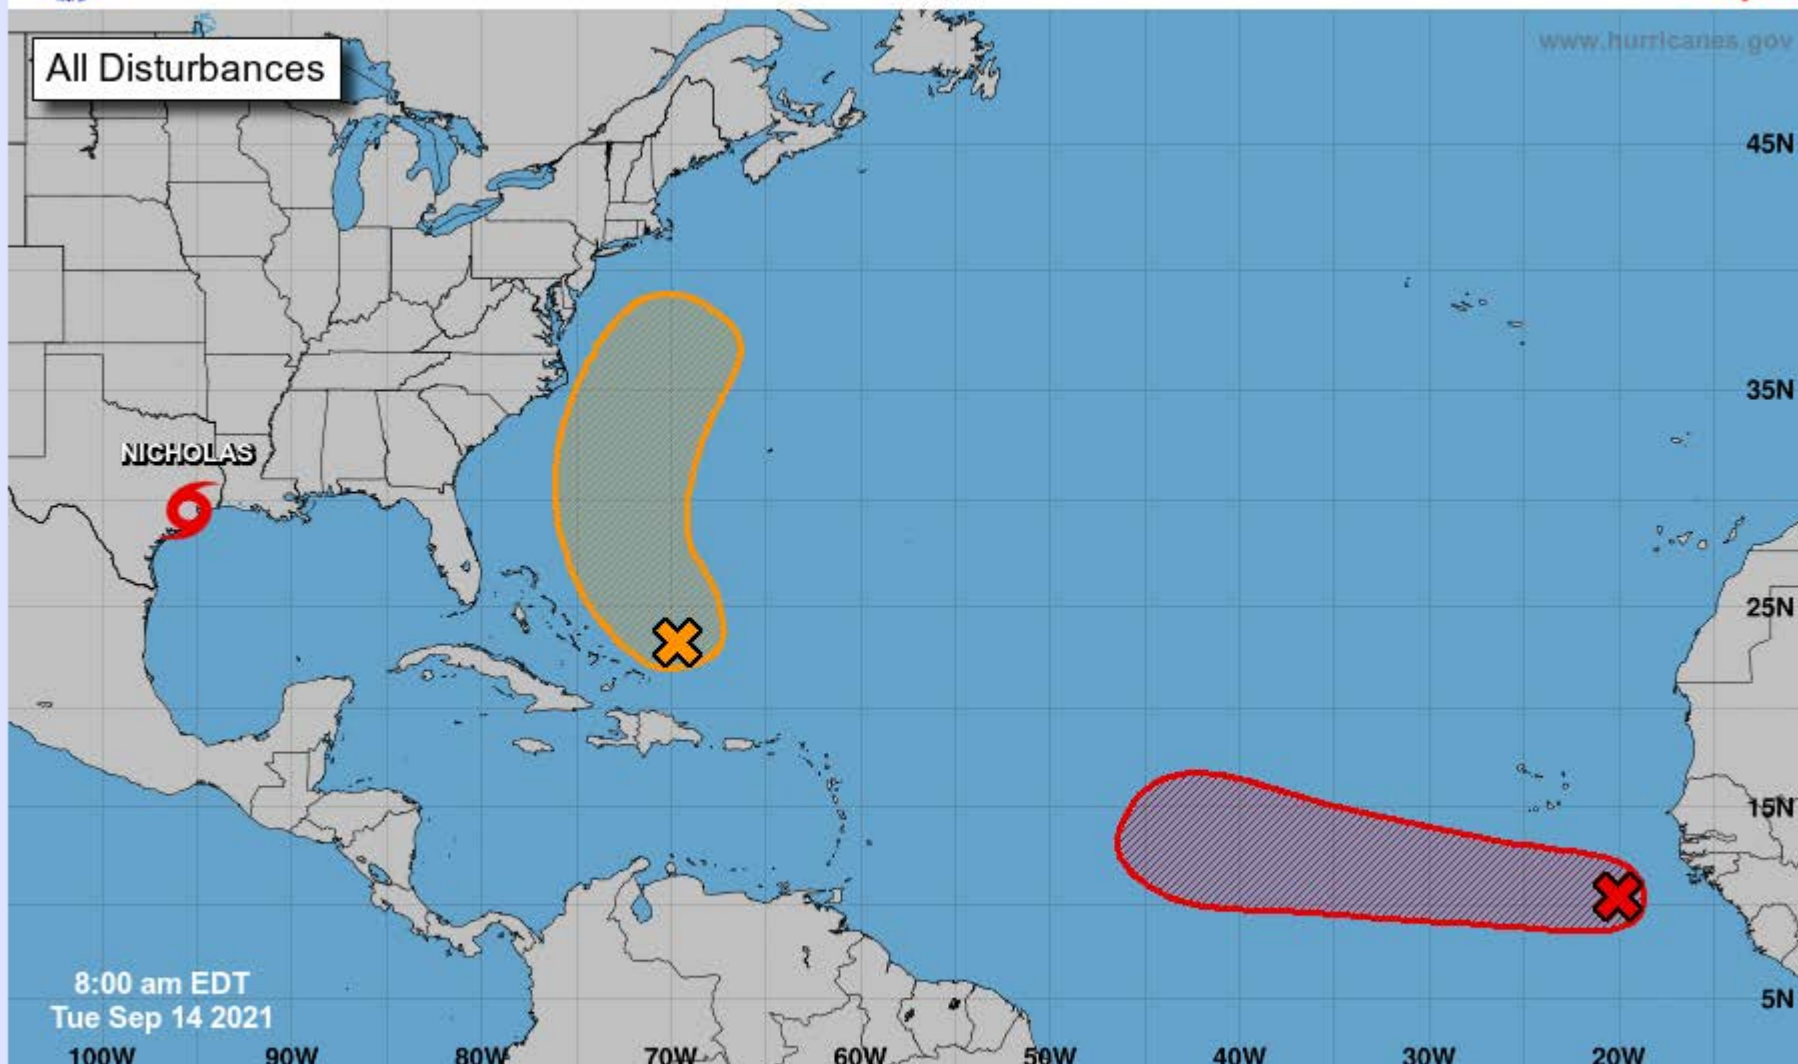 All Disturbances
www.hurricanes.gov
45N
35N
NICHOLAS
25N
15N
8:00 am EDT
5N
Tue Sep 14 2021
100W 90W 80W 70W 60W 50W 40W 30W 20W